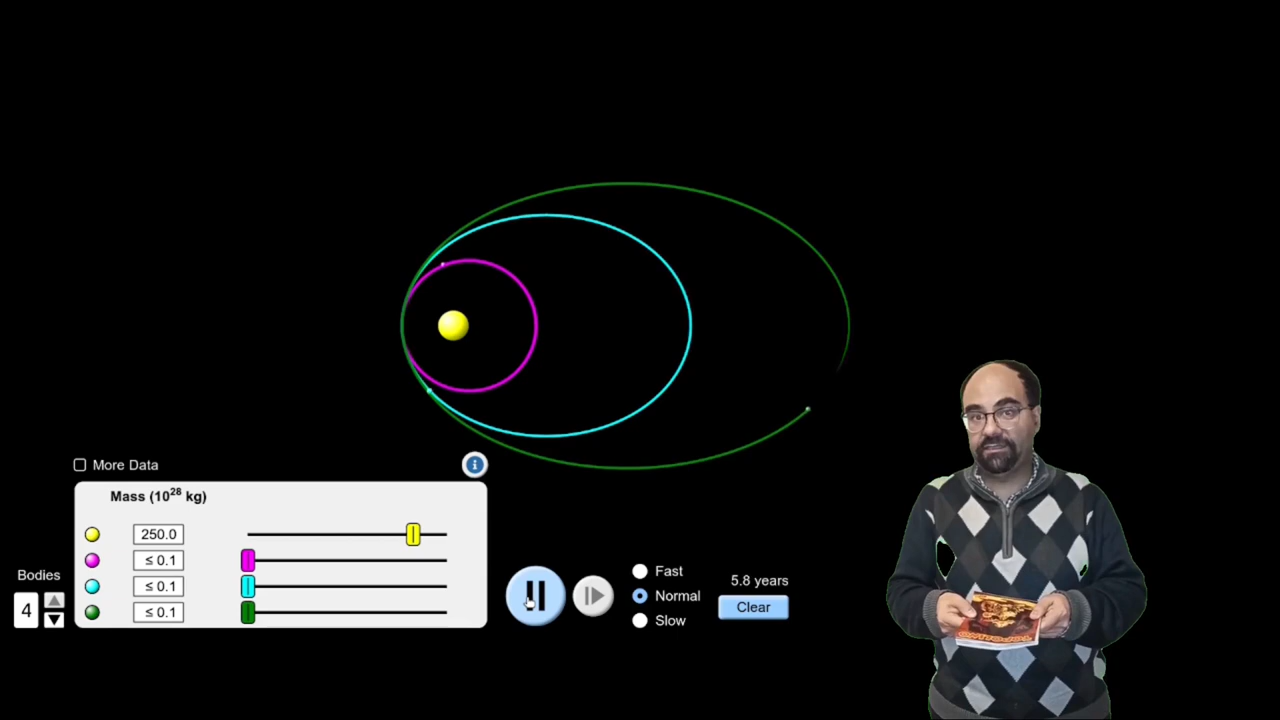 More Data
Mass (10²⁸ kg)
250.0
≤ 0.1
≤ 0.1
≤ 0.1
Bodies
4
Fast
Normal
Slow
5.8 years
Clear
TOPOLINO